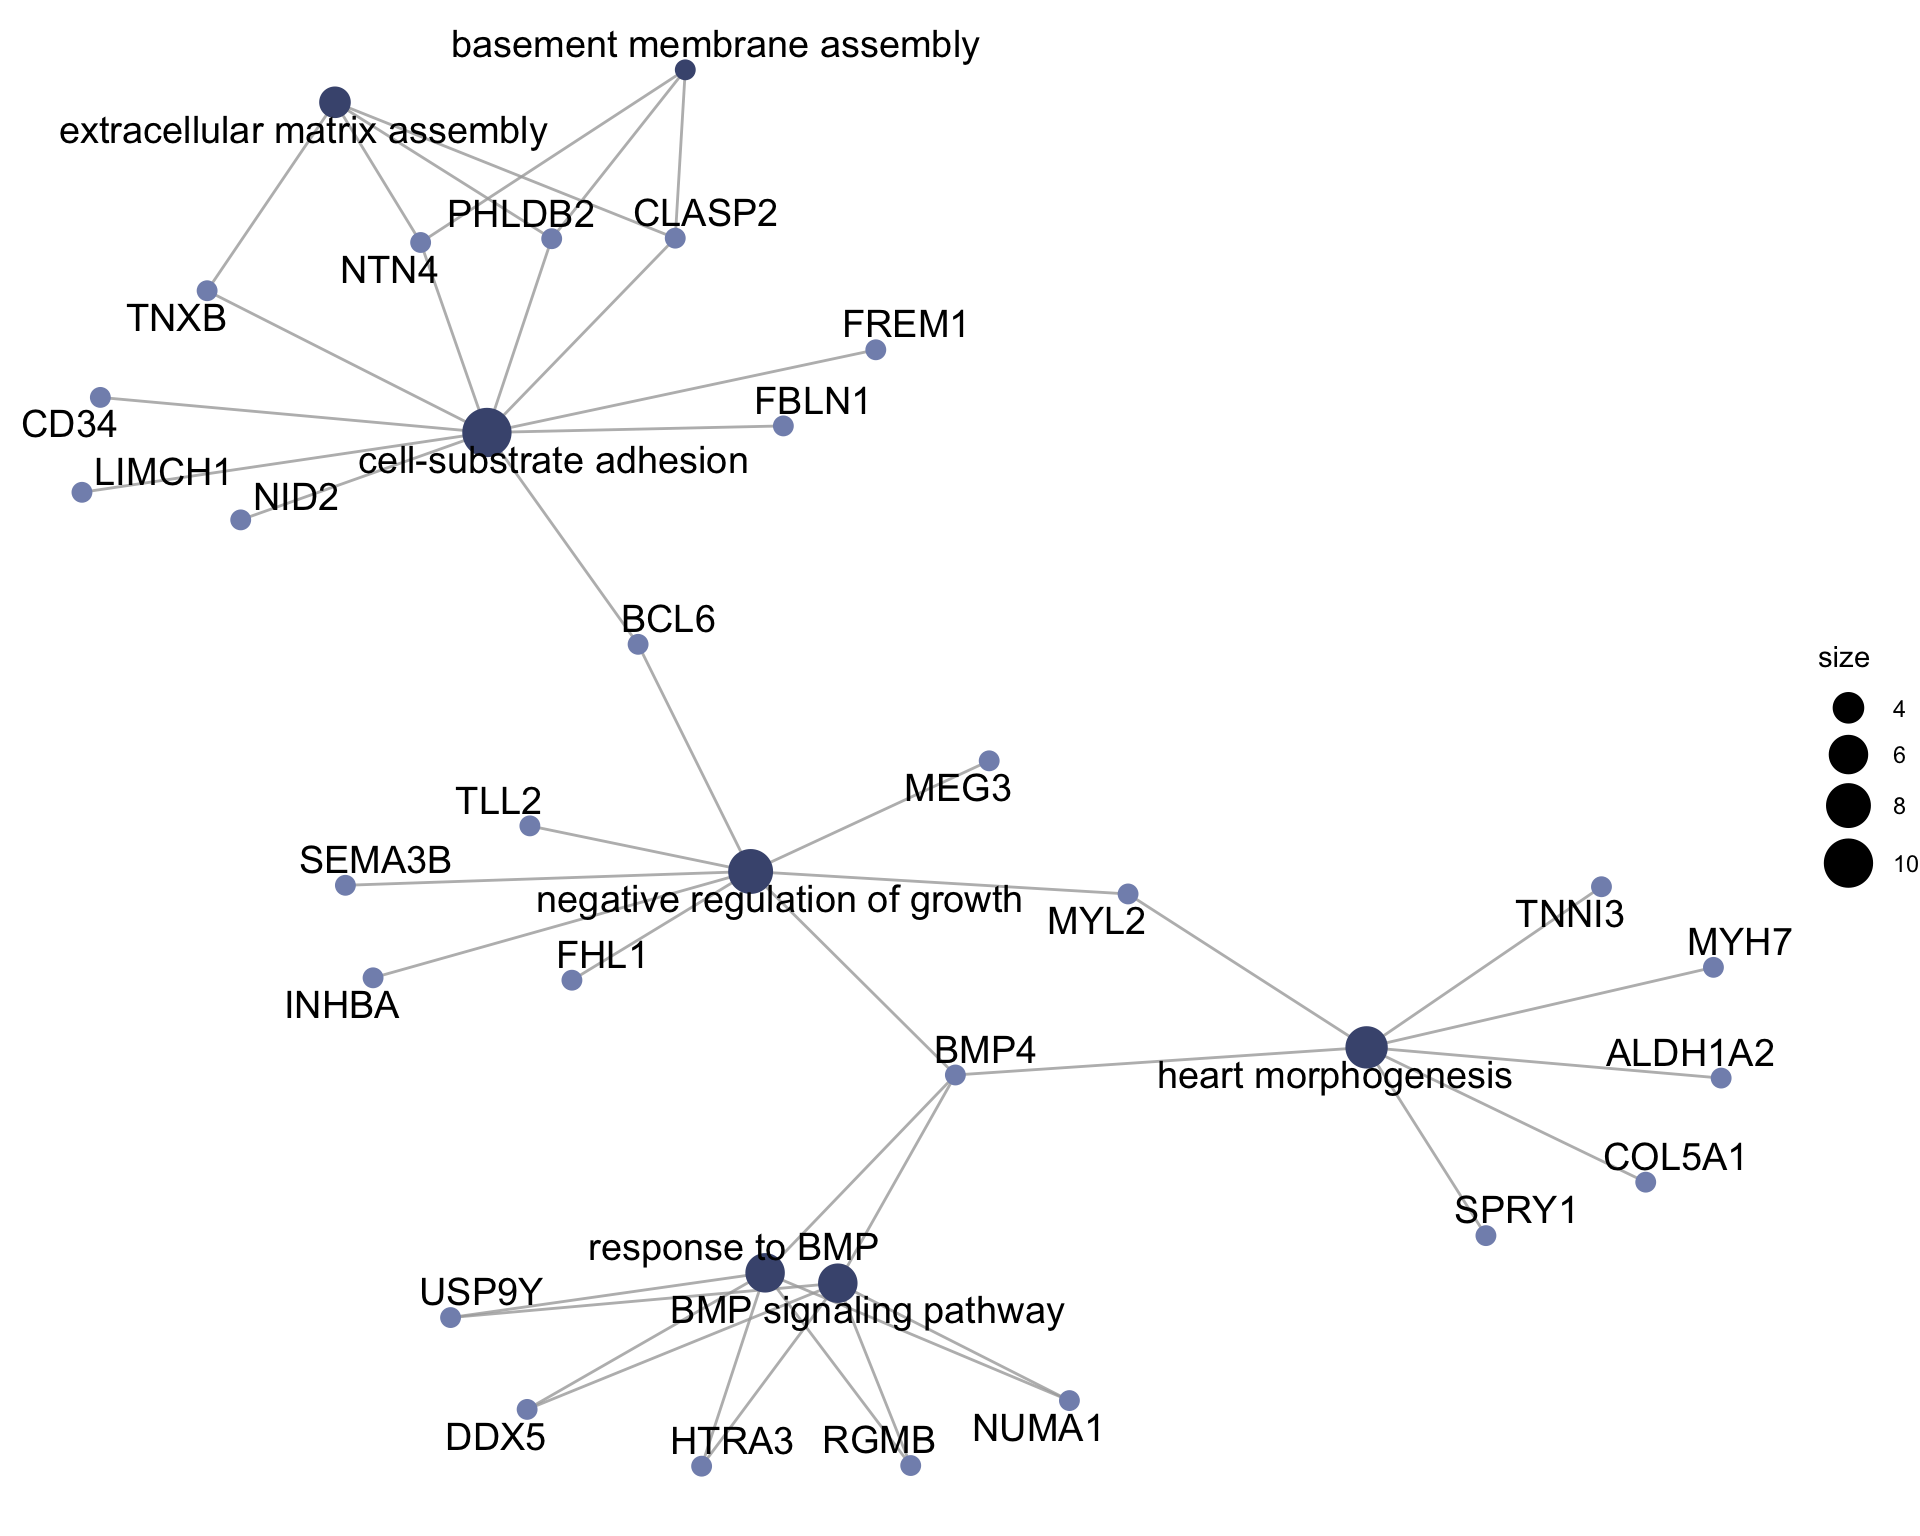 basement membrane assembly
extracellular matrix assembly
PHLDB2
CLASP2
NTN4
TNXB
FREM1
FBLN1
CD34
cell-substrate adhesion
LIMCH1
NID2
BCL6
size
4
6
8
10
MEG3
TLL2
SEMA3B
negative regulation of growth
MYL2
TNNI3
MYH7
FHL1
INHBA
BMP4
heart morphogenesis
ALDH1A2
COL5A1
SPRY1
response to BMP
USP9Y
BMP signaling pathway
DDX5
HTRA3
RGMB
NUMA1